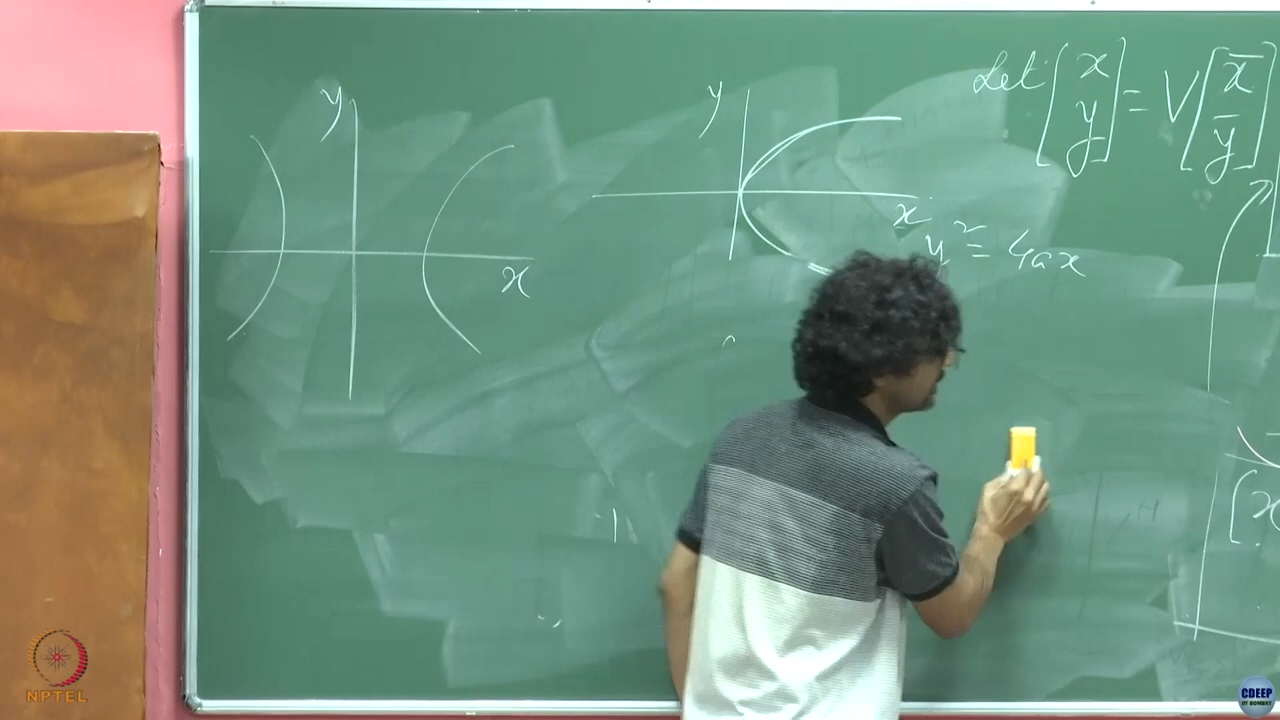 y
x
y
x
y² = 4ax
Let [x y] = V [x̄ ȳ]
[x
NPTEL
CDEEP
IIT BOMBAY